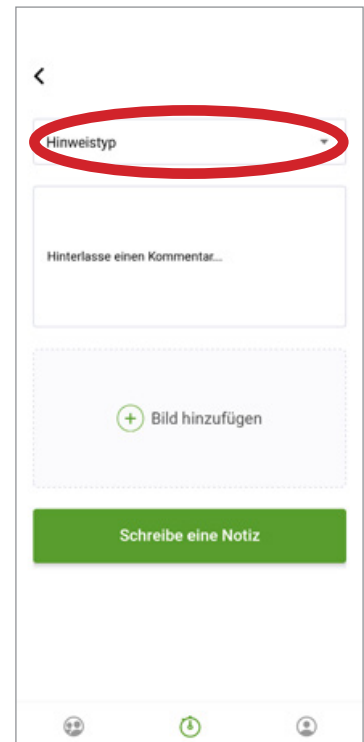 Hinweistyp
Hinterlasse einen Kommentar...
Bild hinzufügen
Schreibe eine Notiz